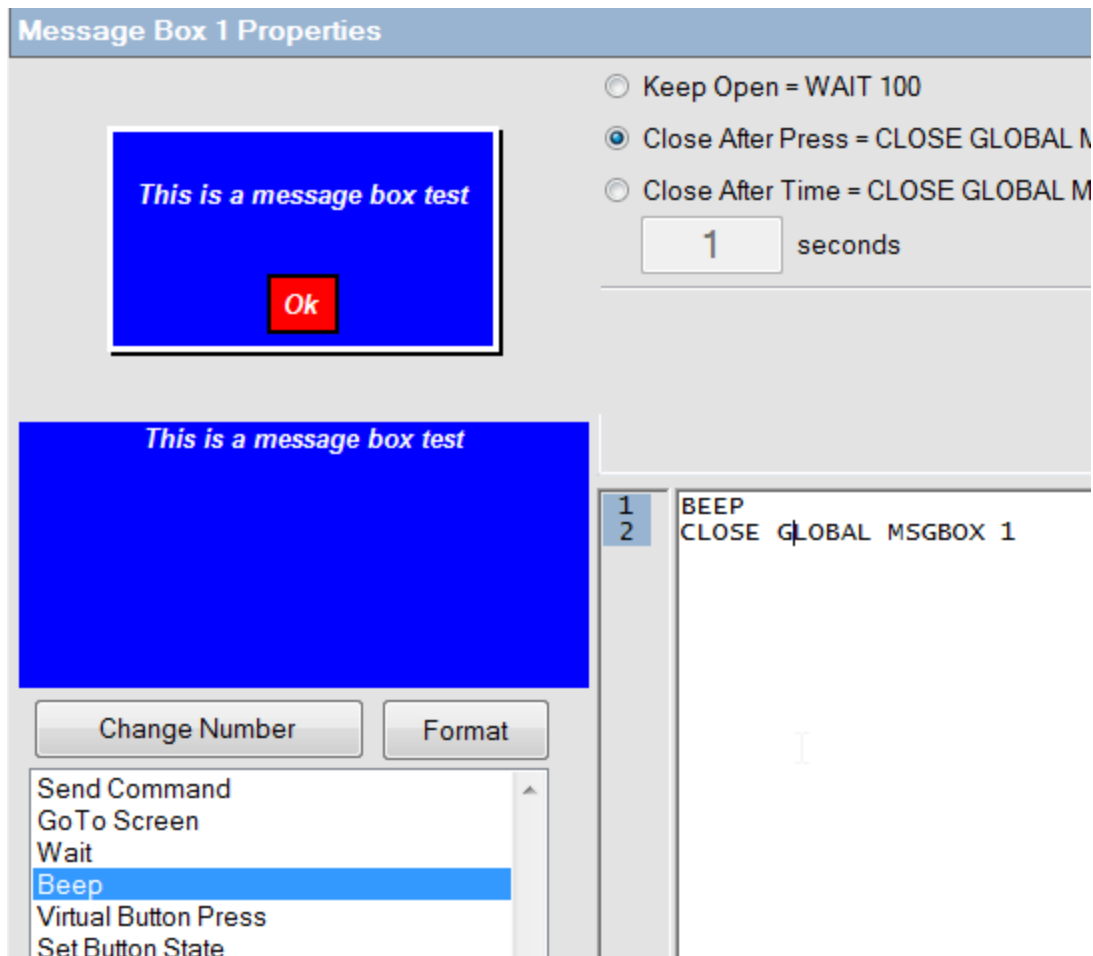 Message Box 1 Properties
Keep Open = WAIT 100
Close After Press = CLOSE GLOBAL
Close After Time = CLOSE GLOBAL
1 seconds
This is a message box test
Ok
This is a message box test
1 BEEP
2 CLOSE GLOBAL MSGBOX 1
Change Number Format
Send Command
GoTo Screen
Wait
Beep
Virtual Button Press
Set Button State